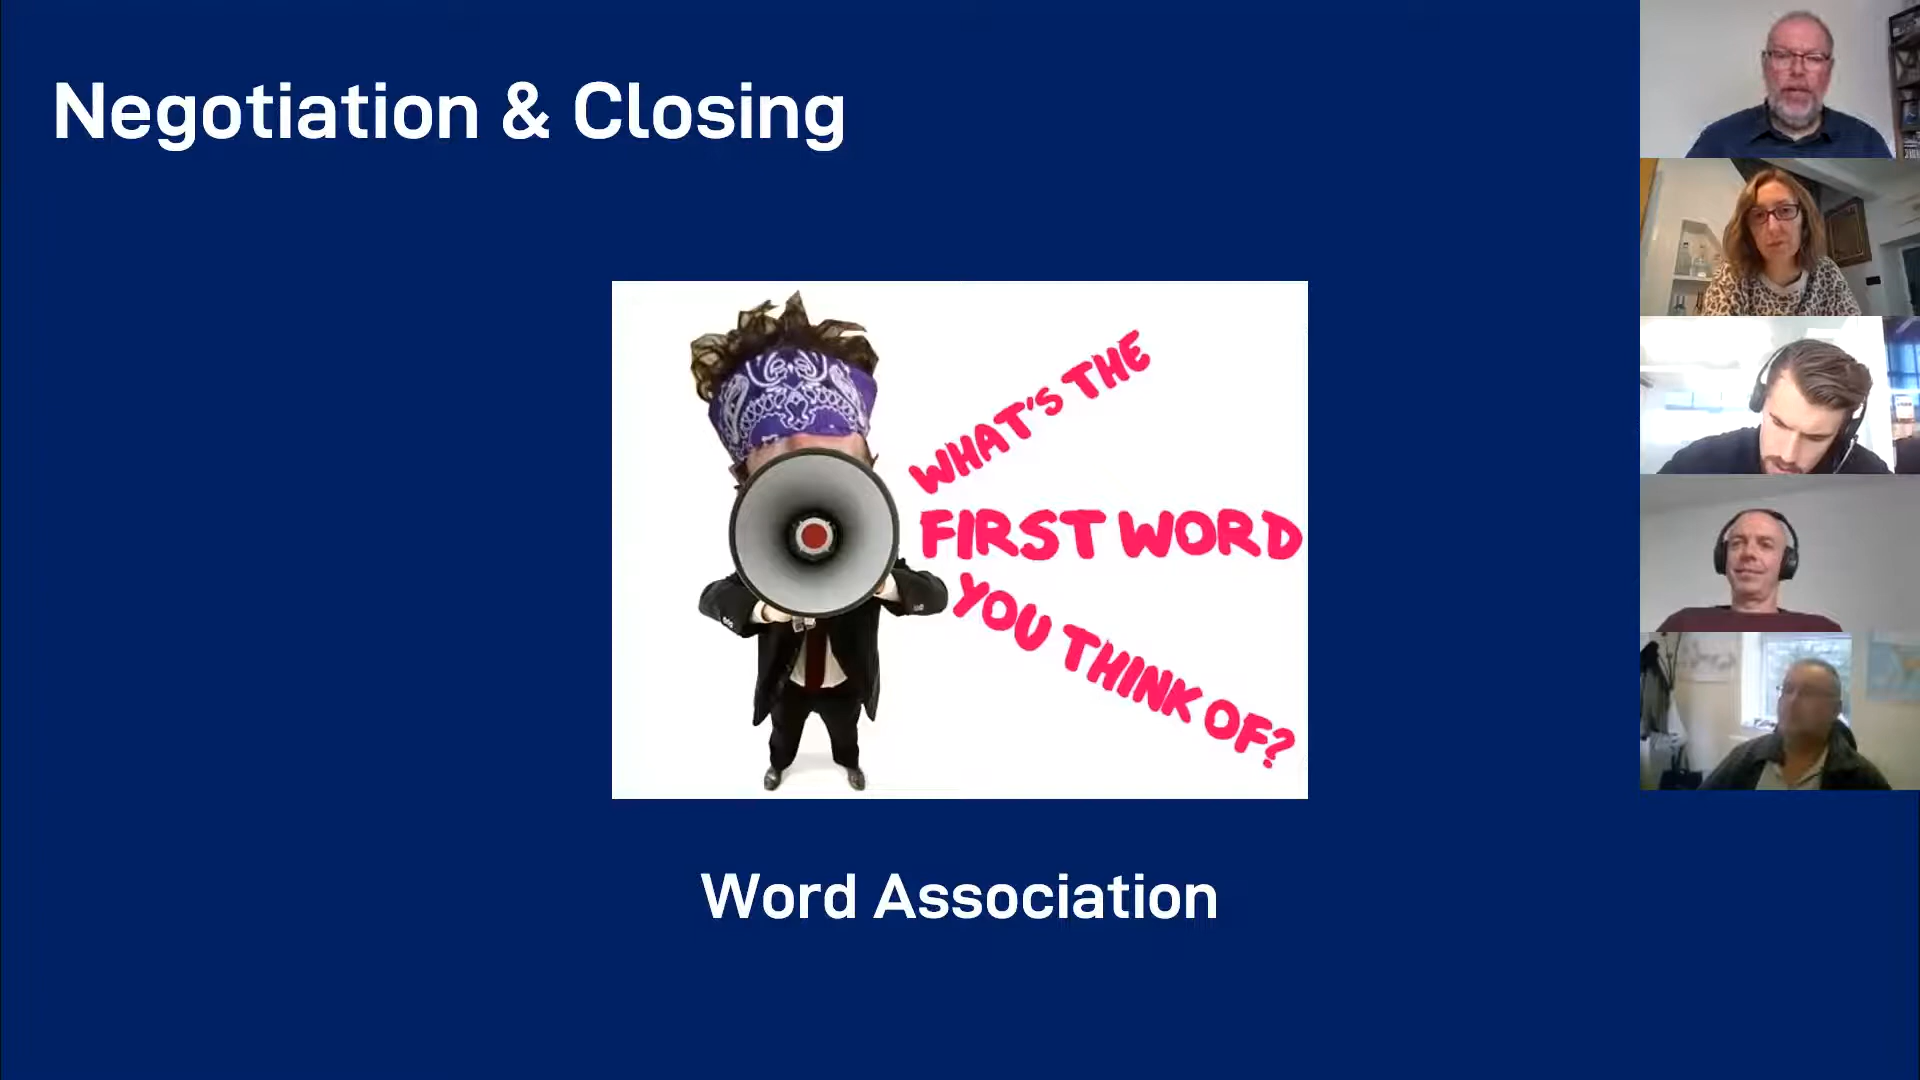 Negotiation & Closing
WHAT'S THE
FIRST WORD
YOU THINK OF?
Word Association